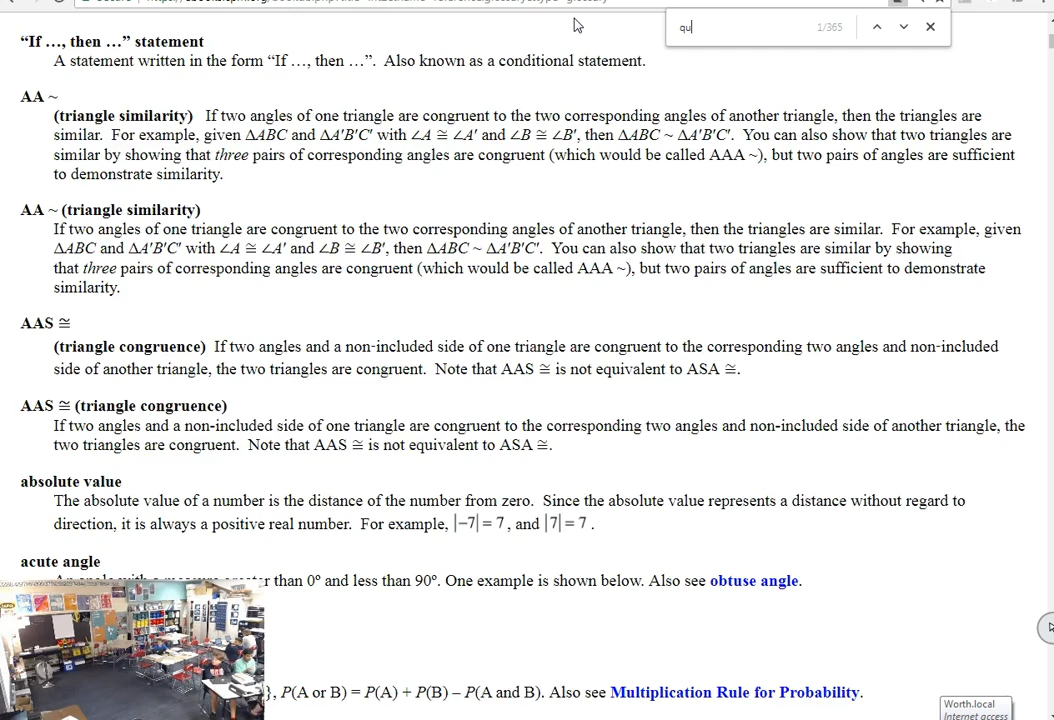 qu
1/365
"If …, then …" statement
A statement written in the form "If …, then …".  Also known as a conditional statement.
AA ~
(triangle similarity)  If two angles of one triangle are congruent to the two corresponding angles of another triangle, then the triangles are
similar.  For example, given ΔABC and ΔA'B'C' with ∠A ≅ ∠A' and ∠B ≅ ∠B', then ΔABC ~ ΔA'B'C'.  You can also show that two triangles are
similar by showing that three pairs of corresponding angles are congruent (which would be called AAA ~), but two pairs of angles are sufficient
to demonstrate similarity.
AA ~ (triangle similarity)
If two angles of one triangle are congruent to the two corresponding angles of another triangle, then the triangles are similar.  For example, given
ΔABC and ΔA'B'C' with ∠A ≅ ∠A' and ∠B ≅ ∠B', then ΔABC ~ ΔA'B'C'.  You can also show that two triangles are similar by showing
that three pairs of corresponding angles are congruent (which would be called AAA ~), but two pairs of angles are sufficient to demonstrate
similarity.
AAS ≅
(triangle congruence)  If two angles and a non-included side of one triangle are congruent to the corresponding two angles and non-included
side of another triangle, the two triangles are congruent.  Note that AAS ≅ is not equivalent to ASA ≅.
AAS ≅ (triangle congruence)
If two angles and a non-included side of one triangle are congruent to the corresponding two angles and non-included side of another triangle, the
two triangles are congruent.  Note that AAS ≅ is not equivalent to ASA ≅.
absolute value
The absolute value of a number is the distance of the number from zero.  Since the absolute value represents a distance without regard to
direction, it is always a positive real number.  For example, |−7| = 7 , and |7| = 7 .
acute angle
than 0° and less than 90°. One example is shown below. Also see obtuse angle.
}, P(A or B) = P(A) + P(B) – P(A and B). Also see Multiplication Rule for Probability.
Worth.local
Internet access